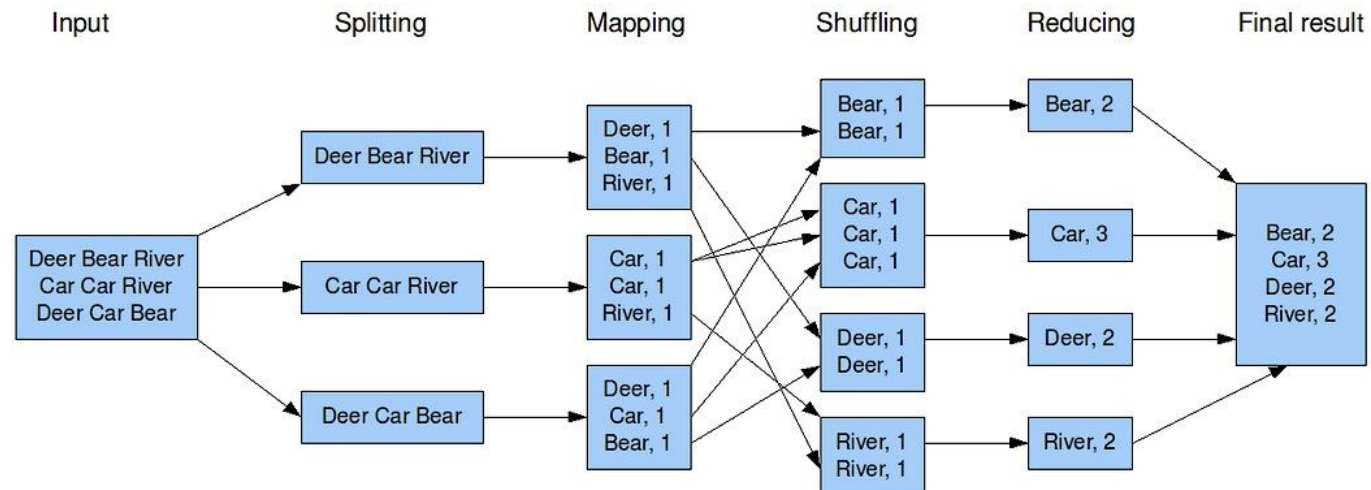 Input
Splitting
Mapping
Shuffling
Reducing
Final result
Deer Bear River
Car Car River
Deer Car Bear
Deer Bear River
Car Car River
Deer Car Bear
Deer, 1
Bear, 1
River, 1
Car, 1
Car, 1
River, 1
Deer, 1
Car, 1
Bear, 1
Bear, 1
Bear, 1
Car, 1
Car, 1
Car, 1
Deer, 1
Deer, 1
River, 1
River, 1
Bear, 2
Car, 3
Deer, 2
River, 2
Bear, 2
Car, 3
Deer, 2
River, 2